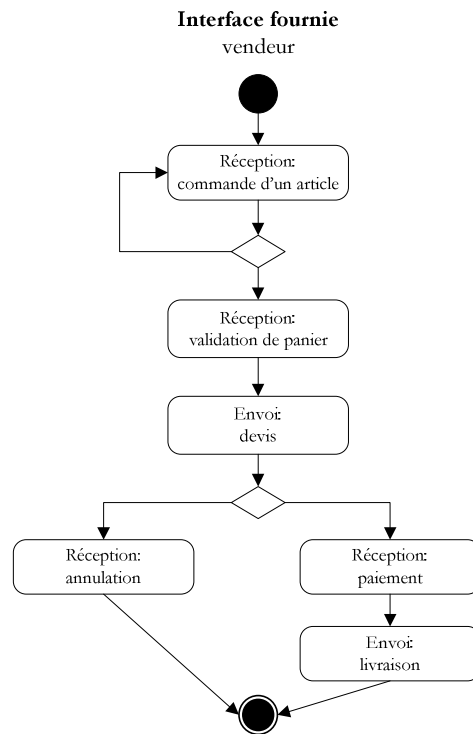 Interface fournie
vendeur
Réception:
commande d'un article
Réception:
validation de panier
Envoi:
devis
Réception:
annulation
Réception:
paiement
Envoi:
livraison